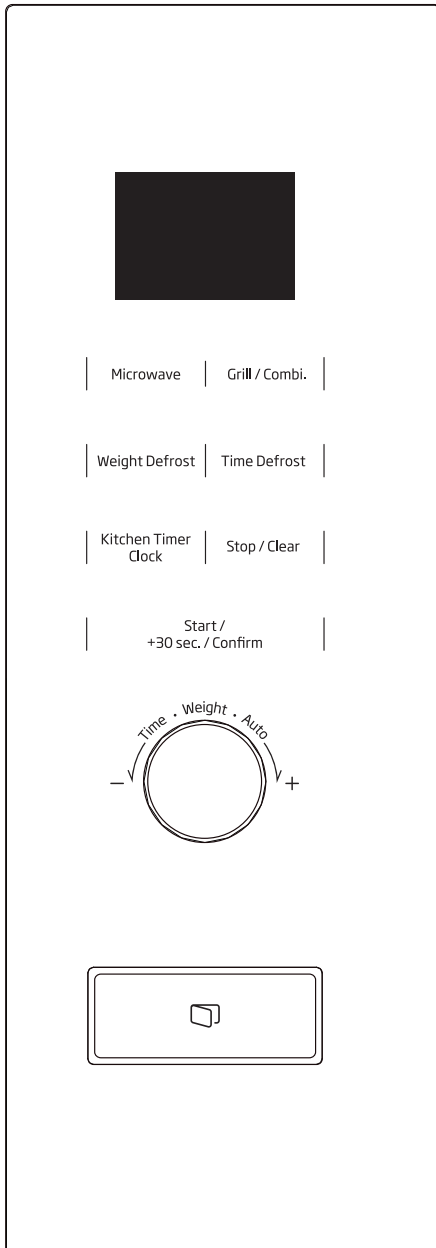 Microwave
Grill / Combi.
Weight Defrost
Time Defrost
Kitchen Timer
Clock
Stop / Clear
Start /
+30 sec. / Confirm
Time · Weight · Auto
− +